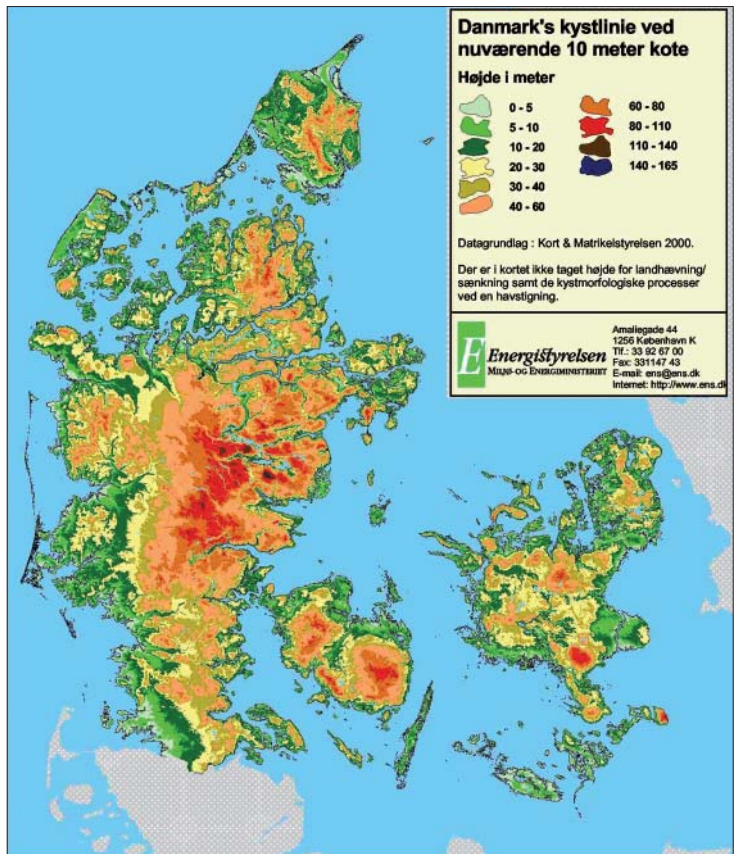 Danmark's kystlinie ved
nuværende 10 meter kote
Højde i meter
0 - 5
5 - 10
10 - 20
20 - 30
30 - 40
40 - 60
60 - 80
80 - 110
110 - 140
140 - 165
Datagrundlag : Kort & Matrikelstyrelsen 2000.
Der er i kortet ikke taget højde for landhævning/
sænkning samt de kystmorfologiske processer
ved en havstigning.
E Energistyrelsen
MILJØ- OG ENERGIMINISTERIET
Amaliegade 44
1256 København K
Tlf.: 33 92 67 00
Fax: 331147 43
E-mail: ens@ens.dk
Internet: http://www.ens.dk